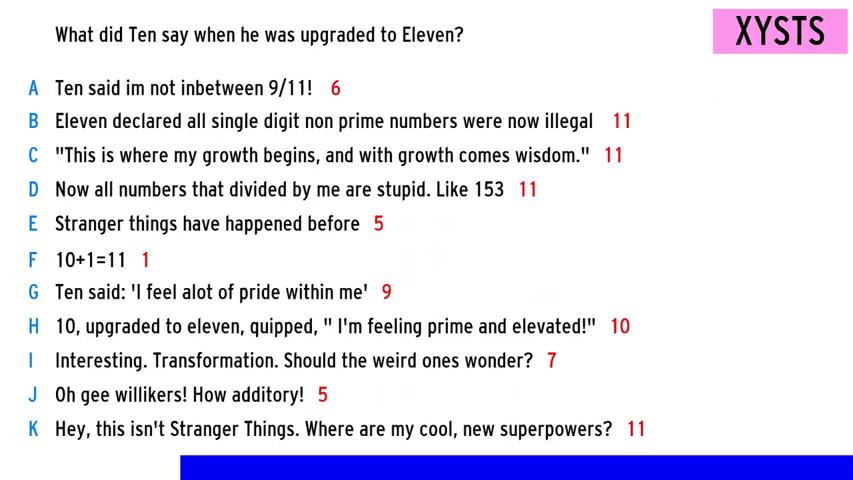 What did Ten say when he was upgraded to Eleven?
XYSTS
A Ten said im not inbetween 9/11! 6
B Eleven declared all single digit non prime numbers were now illegal 11
C "This is where my growth begins, and with growth comes wisdom." 11
D Now all numbers that divided by me are stupid. Like 153 11
E Stranger things have happened before 5
F 10+1=11 1
G Ten said: 'I feel alot of pride within me' 9
H 10, upgraded to eleven, quipped, " I'm feeling prime and elevated!" 10
I Interesting. Transformation. Should the weird ones wonder? 7
J Oh gee willikers! How additory! 5
K Hey, this isn't Stranger Things. Where are my cool, new superpowers? 11